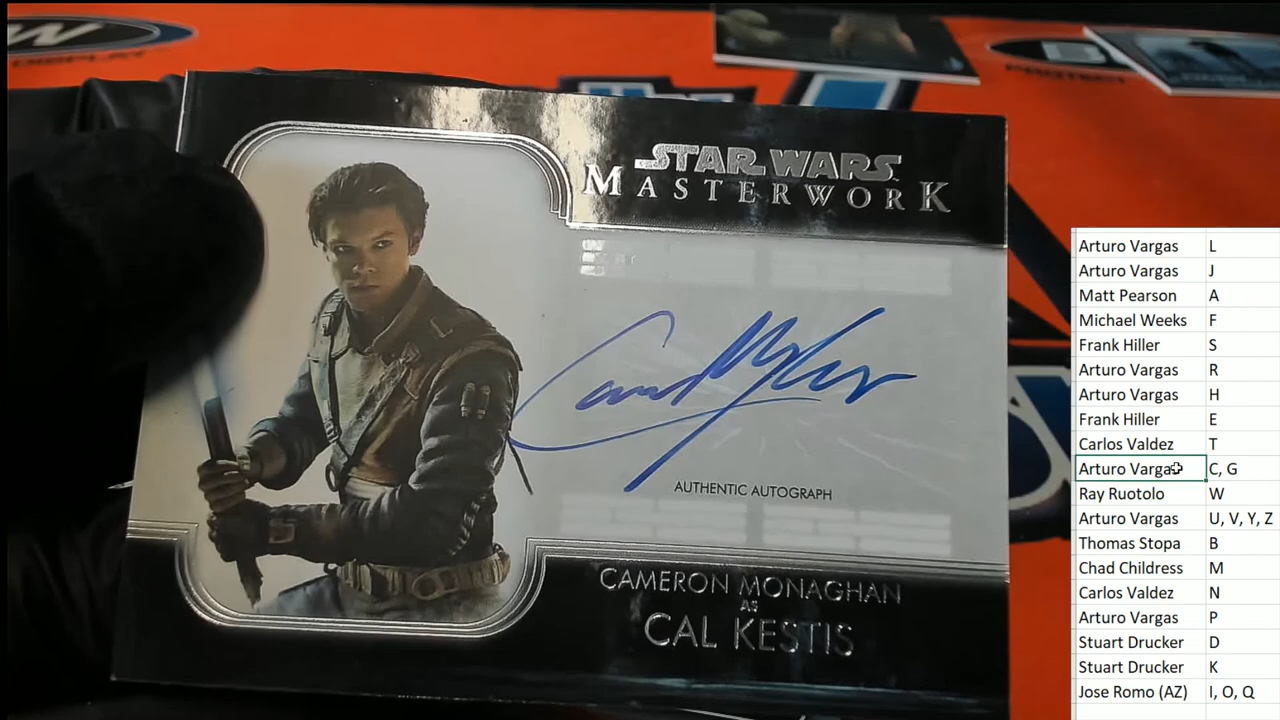 W
DISPLAY
PROTECT
STAR WARS
MASTERWORK
AUTHENTIC AUTOGRAPH
CAMERON MONAGHAN
AS
CAL KESTIS
Arturo Vargas L
Arturo Vargas J
Matt Pearson A
Michael Weeks F
Frank Hiller S
Arturo Vargas R
Arturo Vargas H
Frank Hiller E
Carlos Valdez T
Arturo Vargas C, G
Ray Ruotolo W
Arturo Vargas U, V, Y, Z
Thomas Stopa B
Chad Childress M
Carlos Valdez N
Arturo Vargas P
Stuart Drucker D
Stuart Drucker K
Jose Romo (AZ) I, O, Q